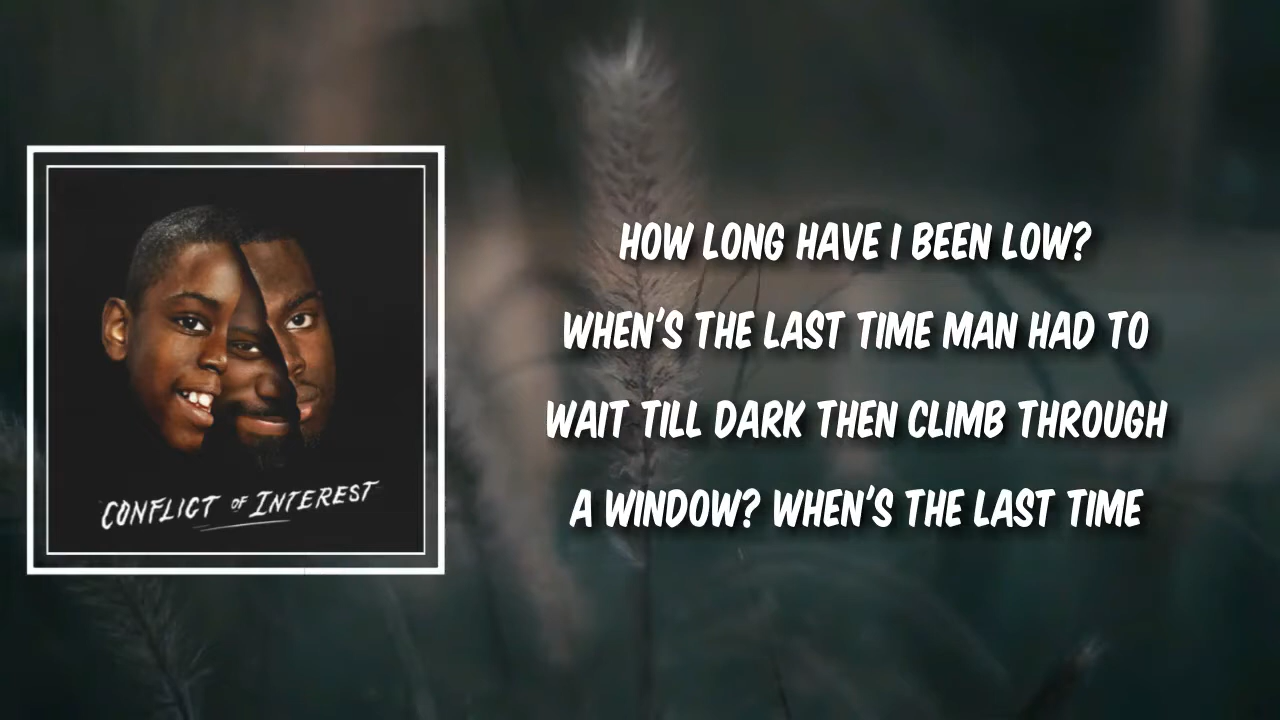 CONFLICT OF INTEREST
HOW LONG HAVE I BEEN LOW?
WHEN'S THE LAST TIME MAN HAD TO
WAIT TILL DARK THEN CLIMB THROUGH
A WINDOW? WHEN'S THE LAST TIME